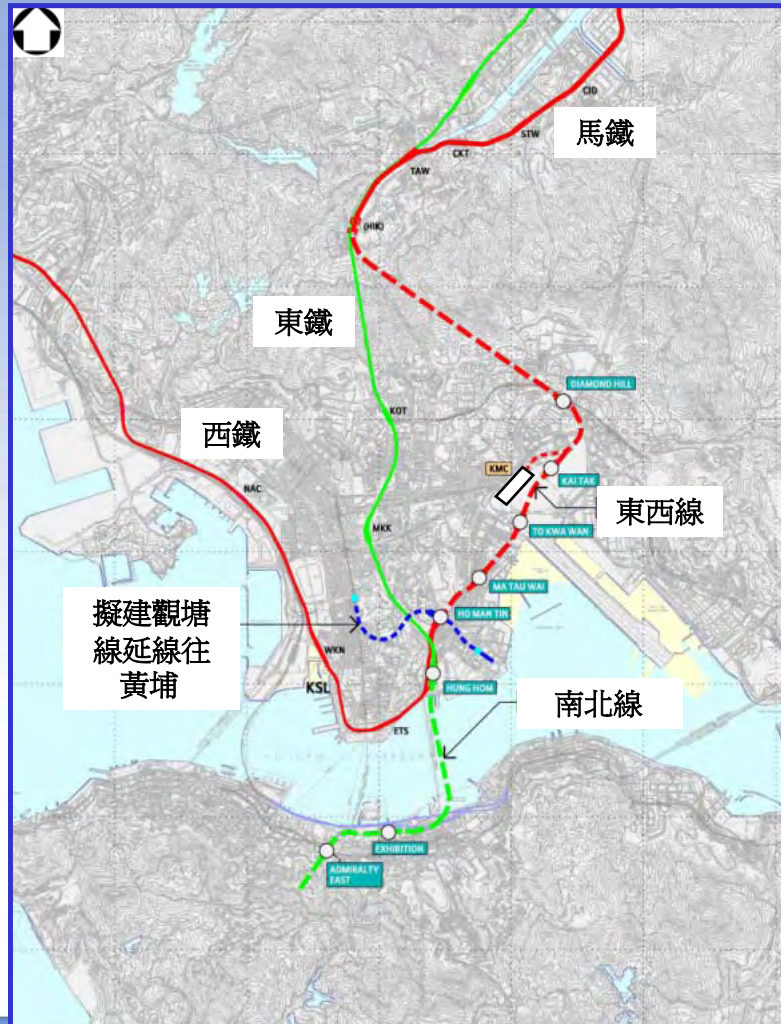 CIO
STW
馬鐵
CKT
TAW
(HIK)
東鐵
DIAMOND HILL
KOT
西鐵
KMC
KAI TAK
NAC
東西線
MKK
TO KWA WAN
MA TAU WAI
擬建觀塘
線延線往
黃埔
HO MAN TIN
WKN
KSL
HUNG HOM
南北線
ETS
EXHIBITION
ADMIRALTY
EAST